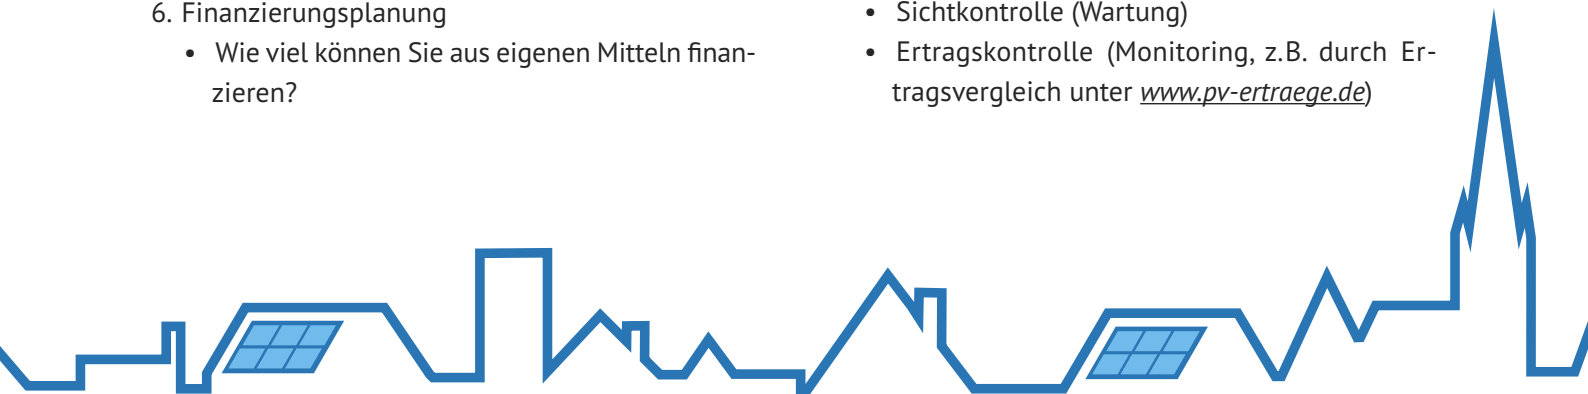 6. Finanzierungsplanung
• Wie viel können Sie aus eigenen Mitteln finan-
zieren?
• Sichtkontrolle (Wartung)
• Ertragskontrolle (Monitoring, z.B. durch Er-
tragsvergleich unter www.pv-ertraege.de)